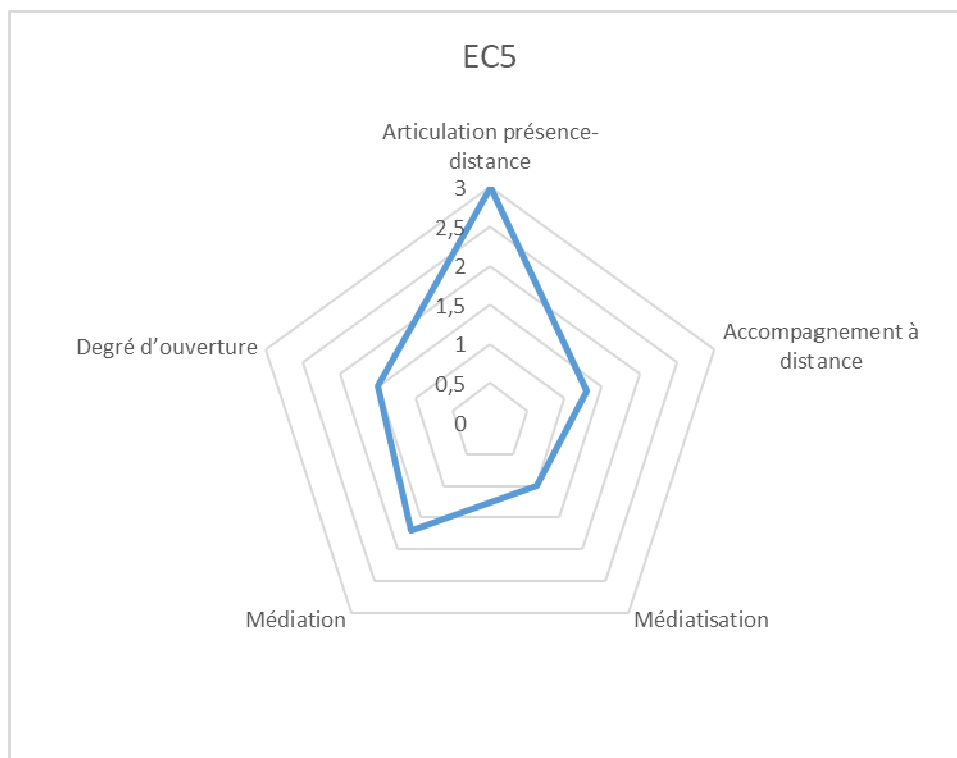 EC5
Articulation présence-
distance
3
2,5
2
1,5
1
0,5
0
Accompagnement à
distance
Médiatisation
Médiation
Degré d’ouverture